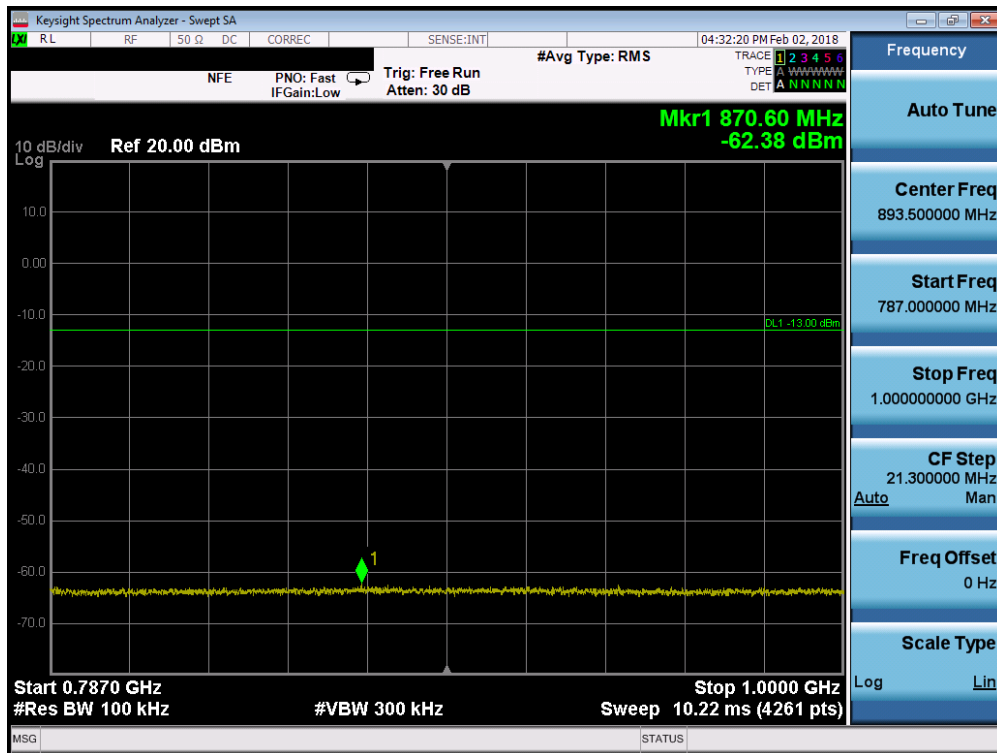 Keysight Spectrum Analyzer - Swept SA
LXI RL RF 50 Ω DC CORREC SENSE:INT 04:32:20 PM Feb 02, 2018
Frequency
#Avg Type: RMS
TRACE 1 2 3 4 5 6
NFE PNO: Fast Trig: Free Run
TYPE A WWWWW
IFGain:Low Atten: 30 dB
DET A N N N N N
Auto Tune
Mkr1 870.60 MHz
-62.38 dBm
10 dB/div Ref 20.00 dBm
Log
10.0
0.00
-10.0
DL1 -13.00 dBm
-20.0
-30.0
-40.0
-50.0
1
-60.0
-70.0
Start 0.7870 GHz Stop 1.0000 GHz
#Res BW 100 kHz #VBW 300 kHz Sweep 10.22 ms (4261 pts)
Center Freq
893.500000 MHz
Start Freq
787.000000 MHz
Stop Freq
1.000000000 GHz
CF Step
21.300000 MHz
Auto Man
Freq Offset
0 Hz
Scale Type
Log Lin
MSG STATUS